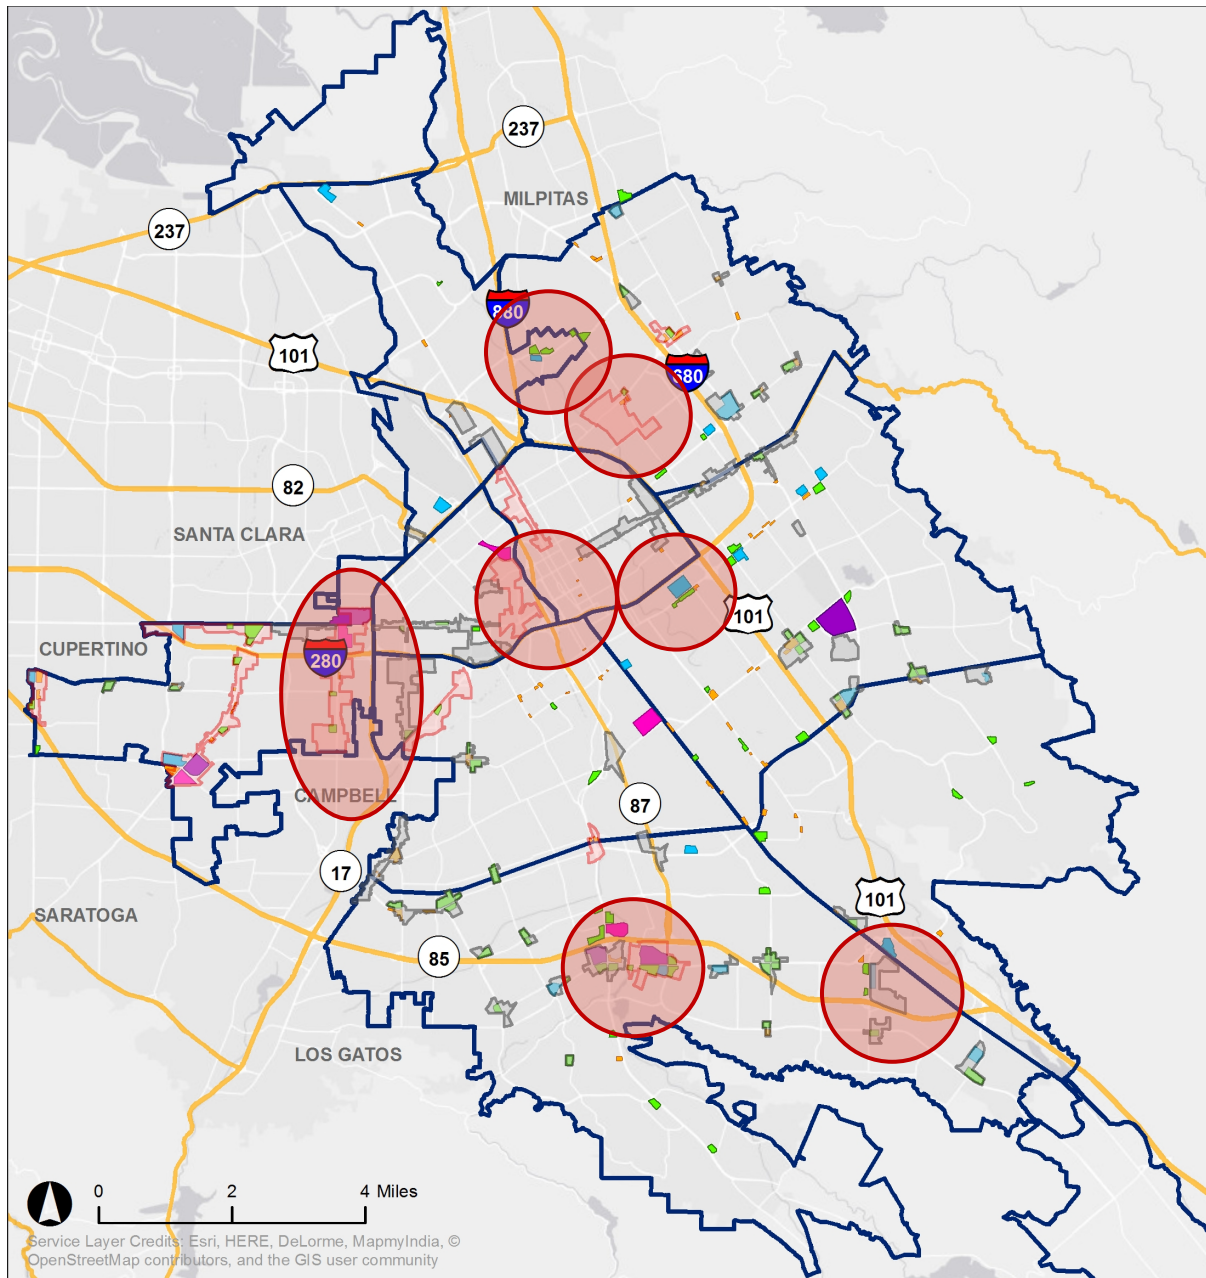 237
MILPITAS
237
880
101
680
82
SANTA CLARA
101
CUPERTINO
280
CAMPBELL
87
17
101
SARATOGA
85
LOS GATOS
0 2 4 Miles
Service Layer Credits: Esri, HERE, DeLorme, MapmyIndia, ©
OpenStreetMap contributors, and the GIS user community